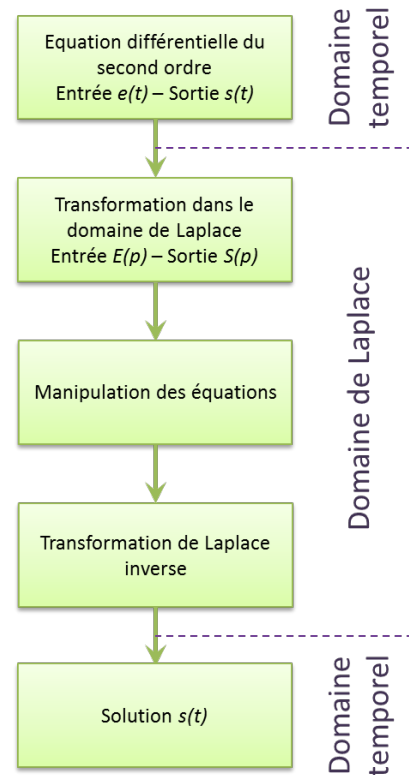 Equation différentielle du
second ordre
Entrée e(t) – Sortie s(t)
Domaine
temporel
Transformation dans le
domaine de Laplace
Entrée E(p) – Sortie S(p)
Manipulation des équations
Domaine de Laplace
Transformation de Laplace
inverse
Solution s(t)
Domaine
temporel